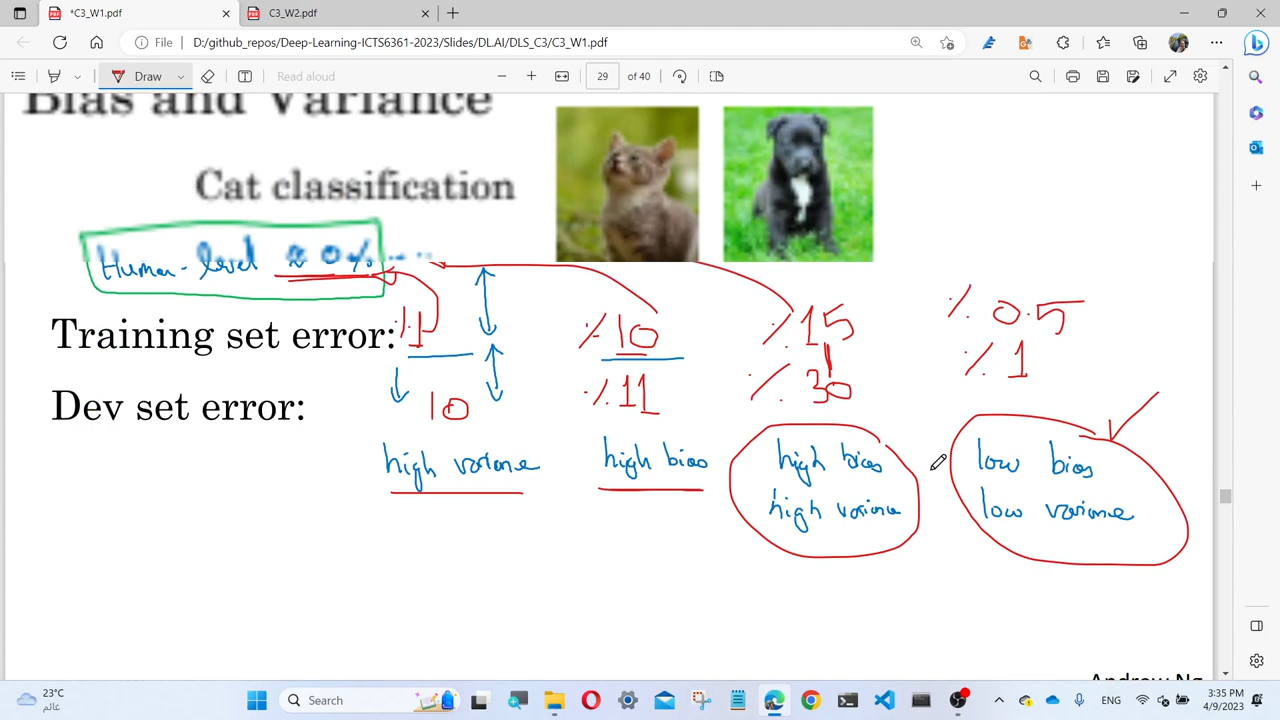 *C3_W1.pdf
C3_W2.pdf
File
D:/github_repos/Deep-Learning-ICTS6361-2023/Slides/DL.AI/DLS_C3/C3_W1.pdf
Draw
Read aloud
29 of 40
Bias and Variance
Cat classification
Human-level ≈ 0% ...
Training set error: %1 %10 %15 % 0.5
Dev set error: 10 %11 % 30 % 1
high variance high bias high bias low bias
high variance low variance
Andrew Ng
23°C
غائم
Search
ENG
3:35 PM
4/9/2023